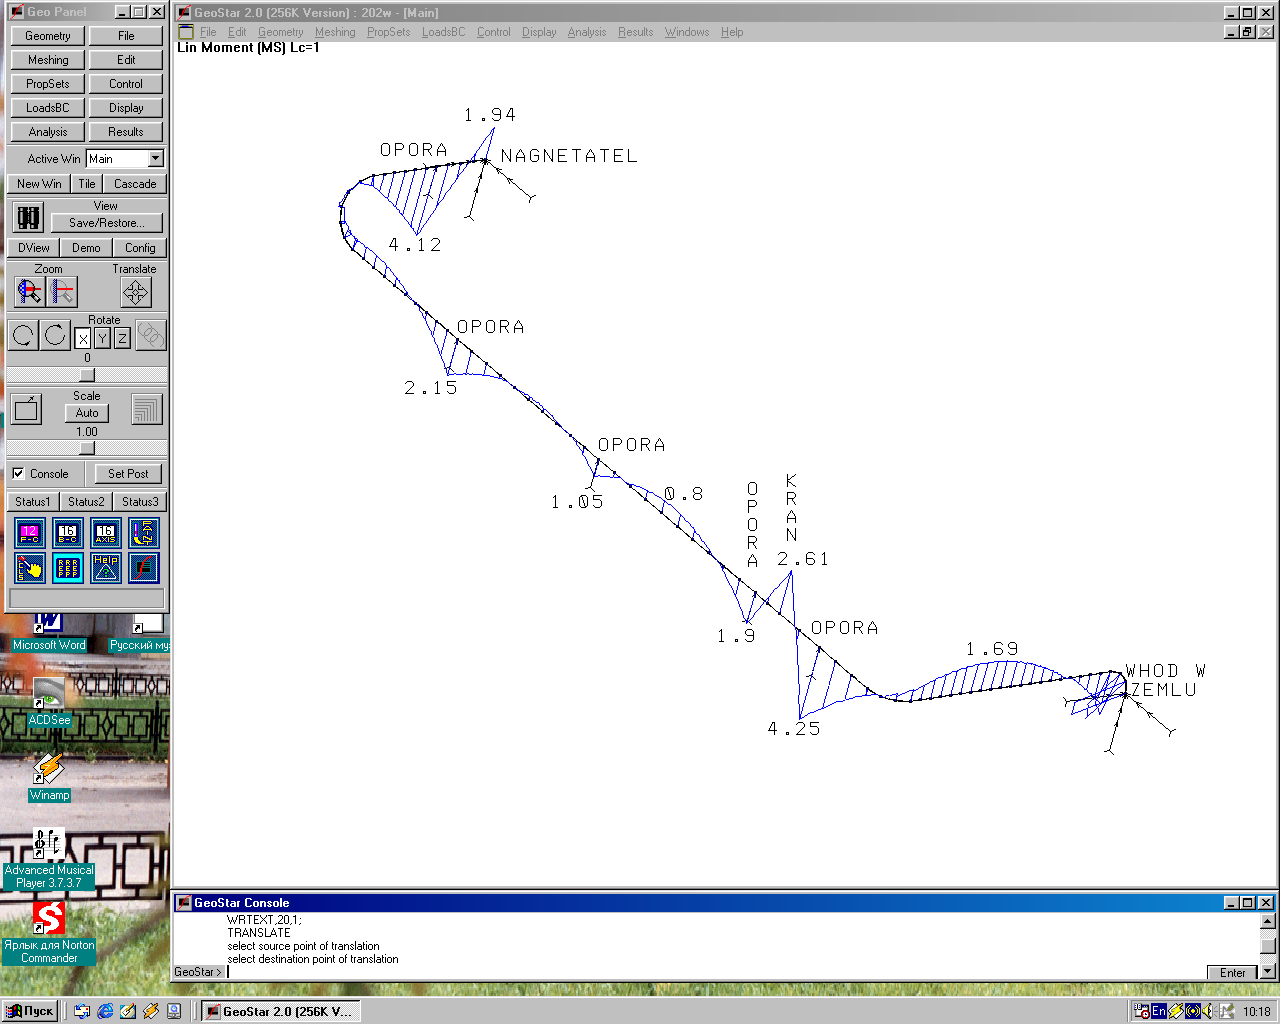 Geo Panel
Geometry File
Meshing Edit
PropSets Control
LoadsBC Display
Analysis Results
Active Win Main
New Win Tile Cascade
View
Save/Restore...
DView Demo Config
Zoom Translate
Rotate
X Y Z
0
Scale
Auto
1.00
Console Set Post
Status1 Status2 Status3
12 16 16
F-C B-C AXIS
Help
Microsoft Word
ACDSee
Winamp
Advanced Musical
Player 3.7.3.7
Ярлык для Norton
Commander
GeoStar 2.0 (256K Version) : 202w - [Main]
File Edit Geometry Meshing PropSets LoadsBC Control Display Analysis Results Windows Help
Lin Moment (MS) Lc=1
1.94
OPORA
NAGNETATEL
4.12
OPORA
2.15
OPORA
1.05
0.8
OPORA
KRAN
2.61
1.9
OPORA
4.25
1.69
WHOD W
ZEMLU
GeoStar Console
WRTEXT,20,1;
TRANSLATE
select source point of translation
select destination point of translation
GeoStar >
Enter
Пуск
GeoStar 2.0 (256K V...
En
10:18